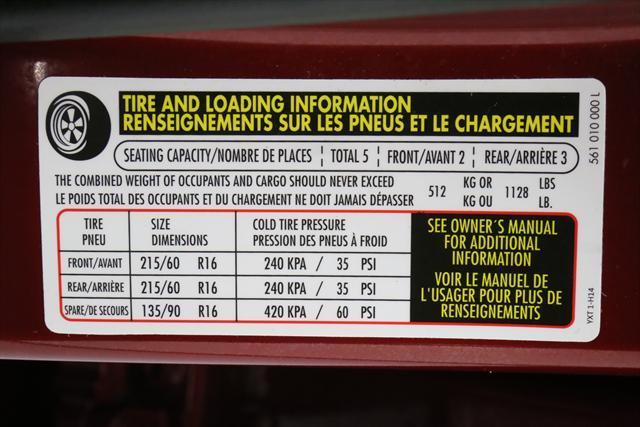 TIRE AND LOADING INFORMATION
RENSEIGNEMENTS SUR LES PNEUS ET LE CHARGEMENT
SEATING CAPACITY/NOMBRE DE PLACES ¦ TOTAL 5 ¦ FRONT/AVANT 2 ¦ REAR/ARRIÈRE 3
THE COMBINED WEIGHT OF OCCUPANTS AND CARGO SHOULD NEVER EXCEED
LE POIDS TOTAL DES OCCUPANTS ET DU CHARGEMENT NE DOIT JAMAIS DÉPASSER
512 KG OR 1128 LBS
KG OU LB.
TIRE SIZE COLD TIRE PRESSURE
PNEU DIMENSIONS PRESSION DES PNEUS À FROID
FRONT/AVANT 215/60 R16 240 KPA / 35 PSI
REAR/ARRIÈRE 215/60 R16 240 KPA / 35 PSI
SPARE/DE SECOURS 135/90 R16 420 KPA / 60 PSI
SEE OWNER'S MANUAL
FOR ADDITIONAL
INFORMATION
VOIR LE MANUEL DE
L'USAGER POUR PLUS DE
RENSEIGNEMENTS
561 010 000 L
YXT 1-H14